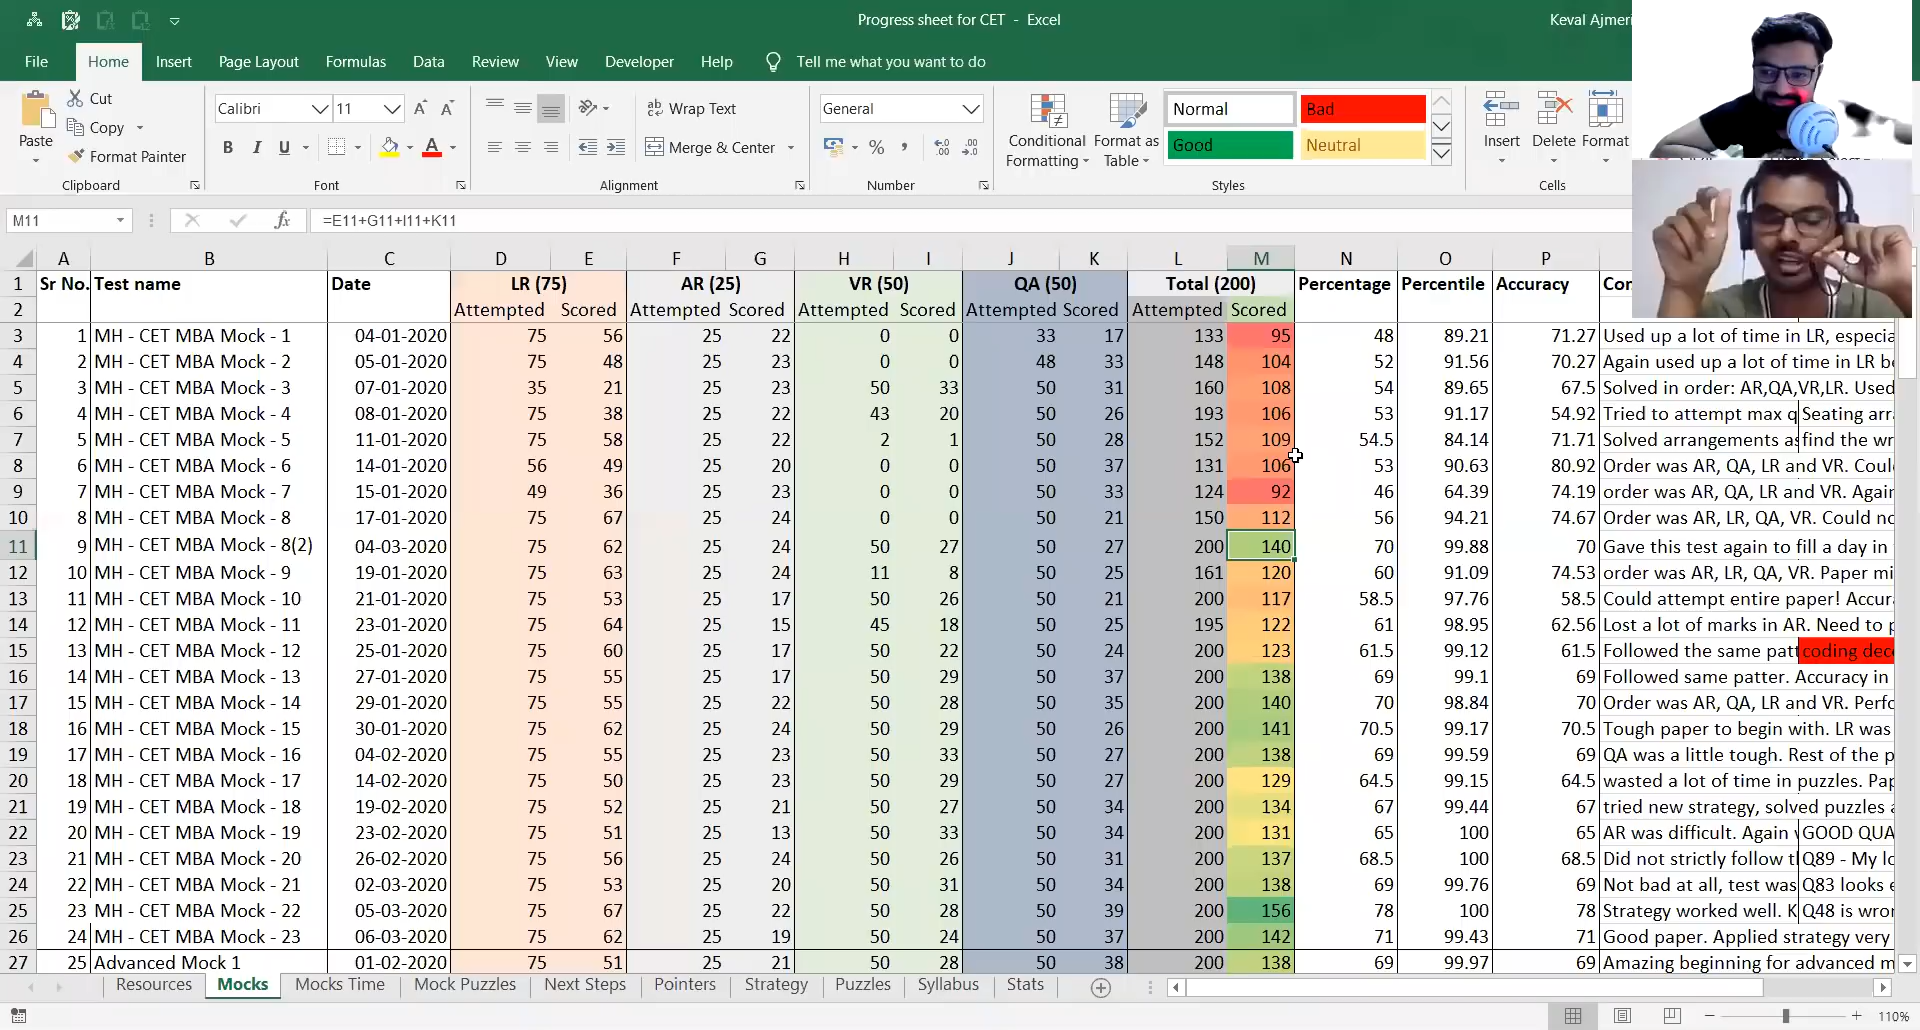 Progress sheet for CET - Excel
Keval Ajmeri
File Home Insert Page Layout Formulas Data Review View Developer Help Tell me what you want to do
Paste
Cut
Copy
Format Painter
Clipboard
Calibri 11
B I U
Font
Wrap Text
Merge & Center
Alignment
General
Number
Conditional Formatting
Format as Table
Normal Bad
Good Neutral
Styles
Insert Delete Format
Cells
M11 fx =E11+G11+I11+K11
A B C D E F G H I J K L M N O P
1 Sr No. Test name Date LR (75) AR (25) VR (50) QA (50) Total (200) Percentage Percentile Accuracy Con
2 Attempted Scored Attempted Scored Attempted Scored Attempted Scored Attempted Scored
3 1 MH - CET MBA Mock - 1 04-01-2020 75 56 25 22 0 0 33 17 133 95 48 89.21 71.27 Used up a lot of time in LR, especia
4 2 MH - CET MBA Mock - 2 05-01-2020 75 48 25 23 0 0 48 33 148 104 52 91.56 70.27 Again used up a lot of time in LR be
5 3 MH - CET MBA Mock - 3 07-01-2020 35 21 25 23 50 33 50 31 160 108 54 89.65 67.5 Solved in order: AR,QA,VR,LR. Used
6 4 MH - CET MBA Mock - 4 08-01-2020 75 38 25 22 43 20 50 26 193 106 53 91.17 54.92 Tried to attempt max q Seating arr
7 5 MH - CET MBA Mock - 5 11-01-2020 75 58 25 22 2 1 50 28 152 109 54.5 84.14 71.71 Solved arrangements as find the wr
8 6 MH - CET MBA Mock - 6 14-01-2020 56 49 25 20 0 0 50 37 131 106 53 90.63 80.92 Order was AR, QA, LR and VR. Coul
9 7 MH - CET MBA Mock - 7 15-01-2020 49 36 25 23 0 0 50 33 124 92 46 64.39 74.19 order was AR, QA, LR and VR. Agair
10 8 MH - CET MBA Mock - 8 17-01-2020 75 67 25 24 0 0 50 21 150 112 56 94.21 74.67 Order was AR, LR, QA, VR. Could no
11 9 MH - CET MBA Mock - 8(2) 04-03-2020 75 62 25 24 50 27 50 27 200 140 70 99.88 70 Gave this test again to fill a day in
12 10 MH - CET MBA Mock - 9 19-01-2020 75 63 25 24 11 8 50 25 161 120 60 91.09 74.53 order was AR, LR, QA, VR. Paper mi
13 11 MH - CET MBA Mock - 10 21-01-2020 75 53 25 17 50 26 50 21 200 117 58.5 97.76 58.5 Could attempt entire paper! Accur
14 12 MH - CET MBA Mock - 11 23-01-2020 75 64 25 15 45 18 50 25 195 122 61 98.95 62.56 Lost a lot of marks in AR. Need to p
15 13 MH - CET MBA Mock - 12 25-01-2020 75 60 25 17 50 22 50 24 200 123 61.5 99.12 61.5 Followed the same patt coding dec
16 14 MH - CET MBA Mock - 13 27-01-2020 75 55 25 17 50 29 50 37 200 138 69 99.1 69 Followed same patter. Accuracy in
17 15 MH - CET MBA Mock - 14 29-01-2020 75 55 25 22 50 28 50 35 200 140 70 98.84 70 Order was AR, QA, LR and VR. Perfo
18 16 MH - CET MBA Mock - 15 30-01-2020 75 62 25 24 50 29 50 26 200 141 70.5 99.17 70.5 Tough paper to begin with. LR was
19 17 MH - CET MBA Mock - 16 04-02-2020 75 55 25 23 50 33 50 27 200 138 69 99.59 69 QA was a little tough. Rest of the p
20 18 MH - CET MBA Mock - 17 14-02-2020 75 50 25 23 50 29 50 27 200 129 64.5 99.15 64.5 wasted a lot of time in puzzles. Pap
21 19 MH - CET MBA Mock - 18 19-02-2020 75 52 25 21 50 27 50 34 200 134 67 99.44 67 tried new strategy, solved puzzles a
22 20 MH - CET MBA Mock - 19 23-02-2020 75 51 25 13 50 33 50 34 200 131 65 100 65 AR was difficult. Again GOOD QUA
23 21 MH - CET MBA Mock - 20 26-02-2020 75 56 25 24 50 26 50 31 200 137 68.5 100 68.5 Did not strictly follow tl Q89 - My lo
24 22 MH - CET MBA Mock - 21 02-03-2020 75 53 25 20 50 31 50 34 200 138 69 99.76 69 Not bad at all, test was Q83 looks e
25 23 MH - CET MBA Mock - 22 05-03-2020 75 67 25 22 50 28 50 39 200 156 78 100 78 Strategy worked well. K Q48 is wror
26 24 MH - CET MBA Mock - 23 06-03-2020 75 62 25 19 50 24 50 37 200 142 71 99.43 71 Good paper. Applied strategy very
27 25 Advanced Mock 1 01-02-2020 75 51 25 21 50 28 50 38 200 138 69 99.97 69 Amazing beginning for advanced m
Resources Mocks Mocks Time Mock Puzzles Next Steps Pointers Strategy Puzzles Syllabus Stats
110%